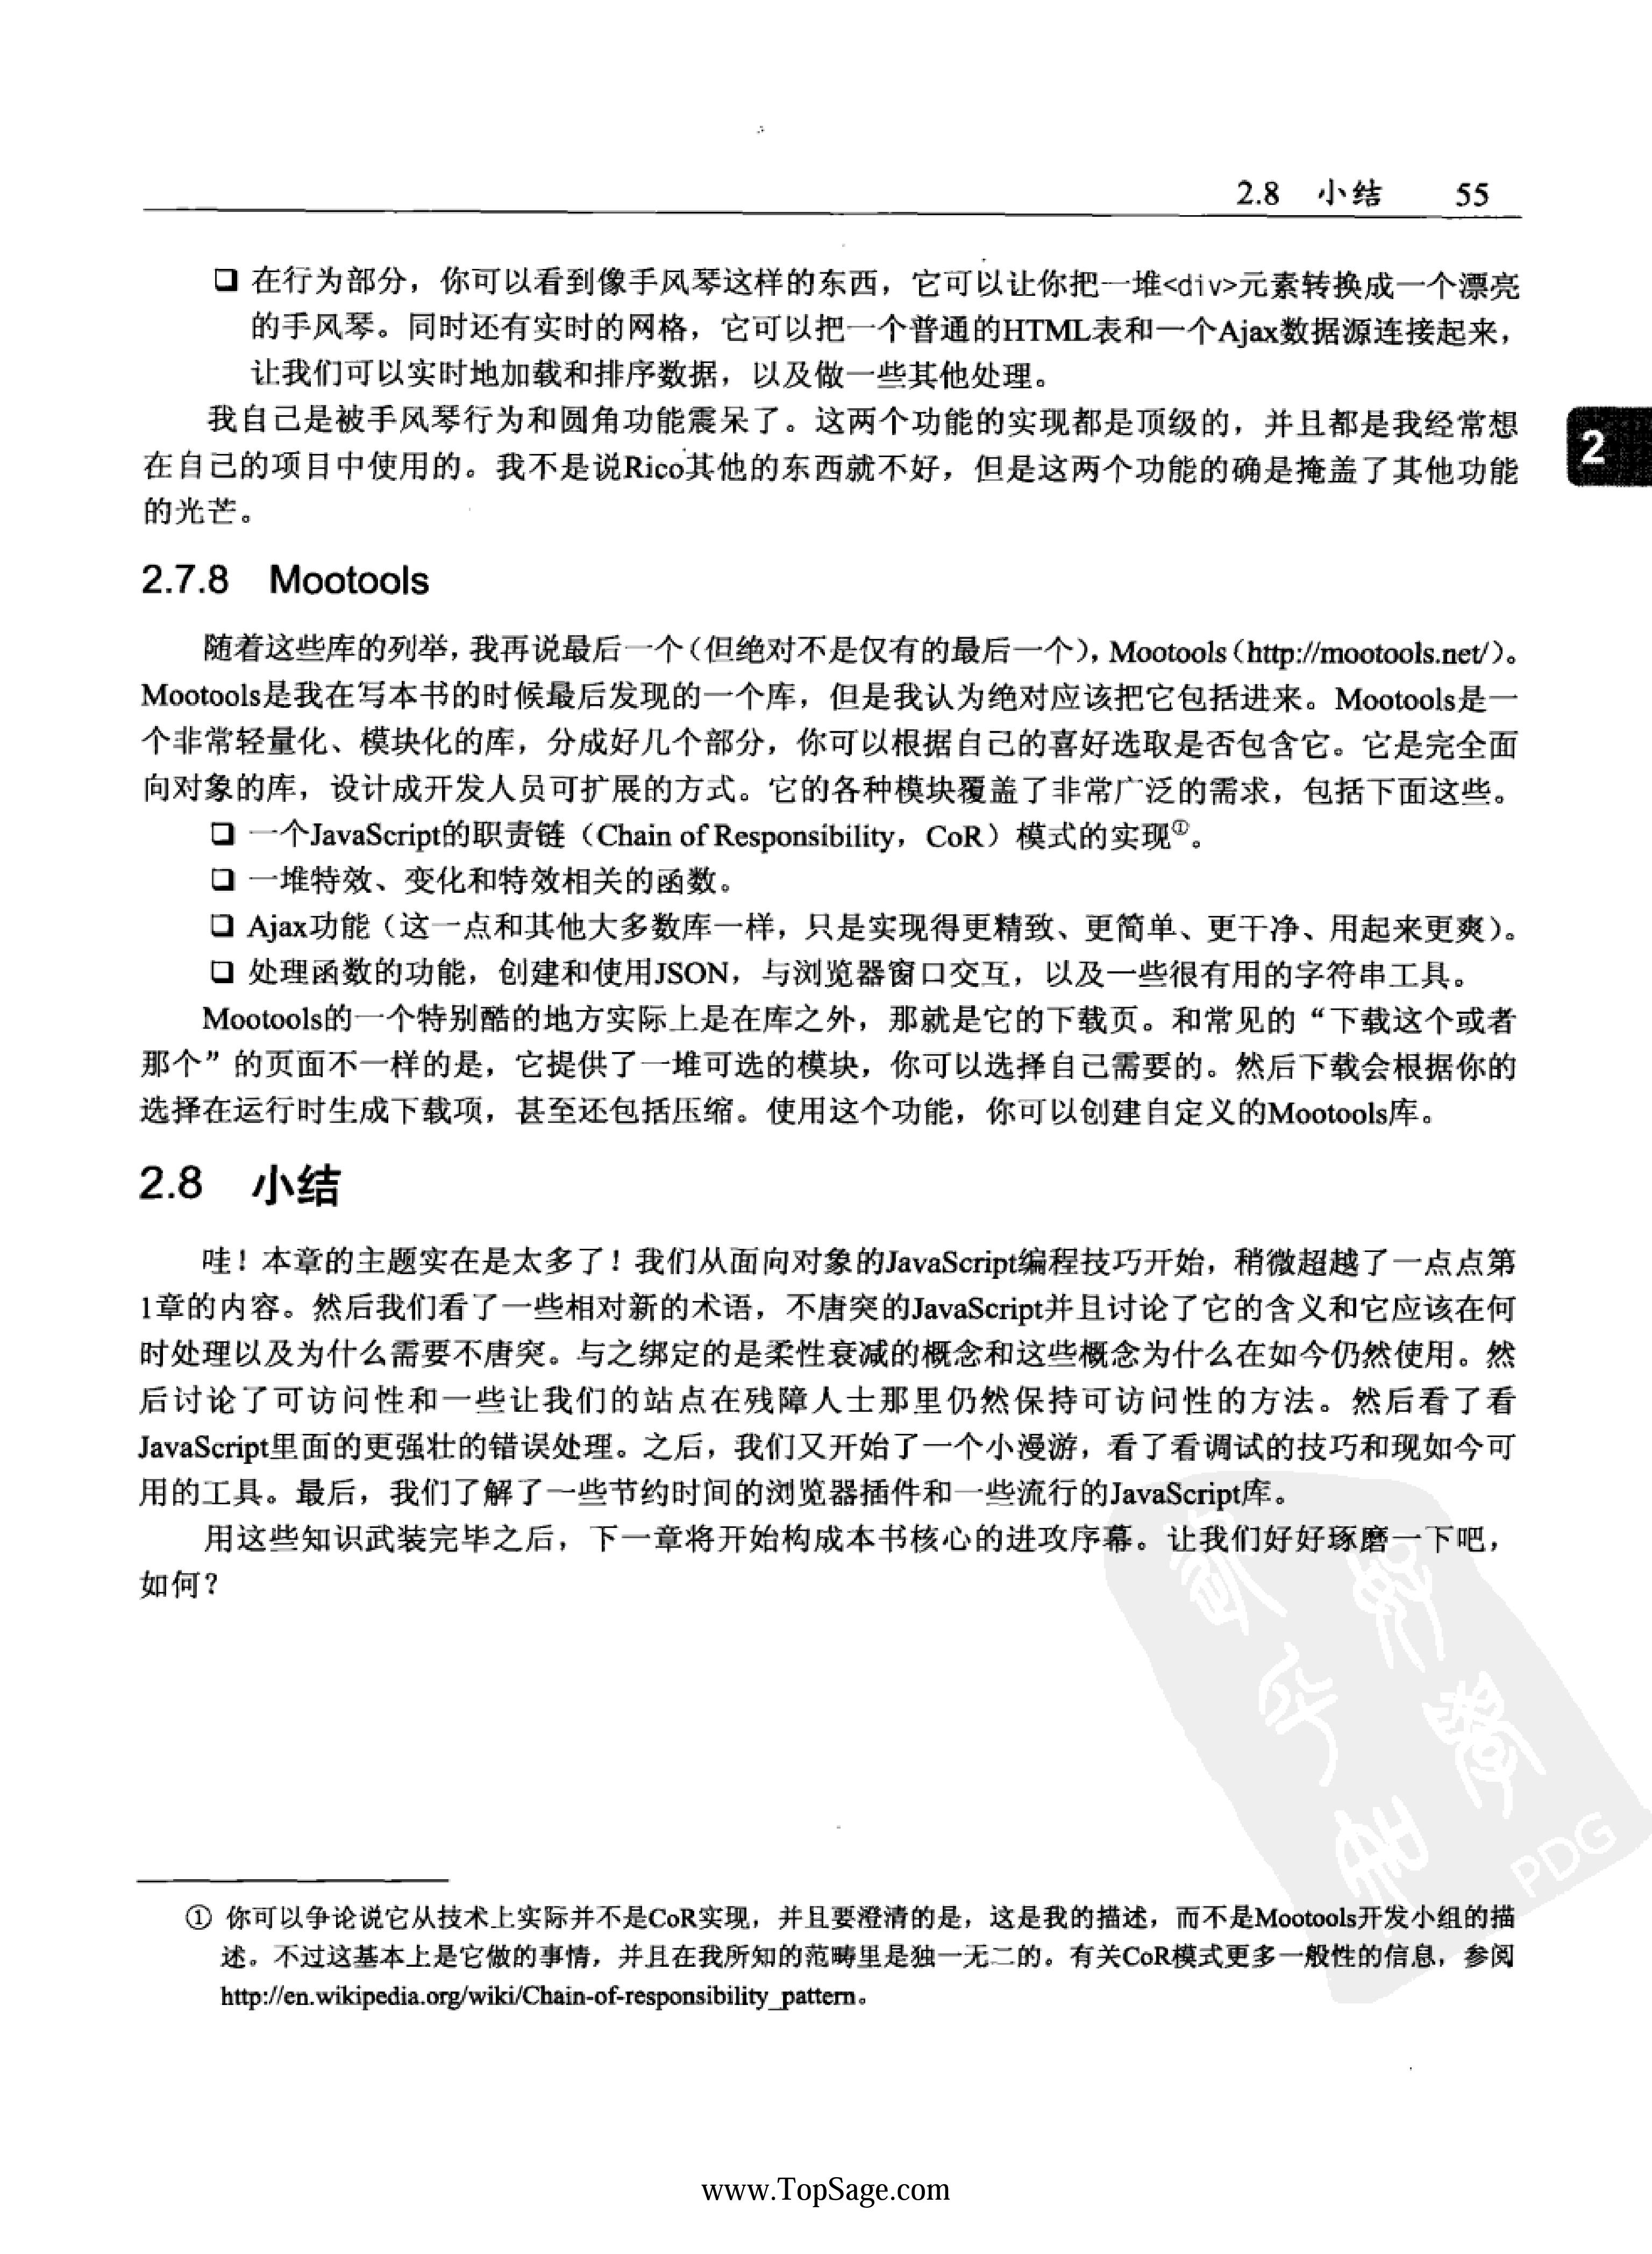 2.8 小结 55
❑ 在行为部分，你可以看到像手风琴这样的东西，它可以让你把一堆<div>元素转换成一个漂亮
的手风琴。同时还有实时的网格，它可以把一个普通的HTML表和一个Ajax数据源连接起来，
让我们可以实时地加载和排序数据，以及做一些其他处理。
我自己是被手风琴行为和圆角功能震呆了。这两个功能的实现都是顶级的，并且都是我经常想
在自己的项目中使用的。我不是说Rico其他的东西就不好，但是这两个功能的确是掩盖了其他功能
的光芒。
2
2.7.8 Mootools
随着这些库的列举，我再说最后一个（但绝对不是仅有的最后一个），Mootools（http://mootools.net/）。
Mootools是我在写本书的时候最后发现的一个库，但是我认为绝对应该把它包括进来。Mootools是一
个非常轻量化、模块化的库，分成好几个部分，你可以根据自己的喜好选取是否包含它。它是完全面
向对象的库，设计成开发人员可扩展的方式。它的各种模块覆盖了非常广泛的需求，包括下面这些。
❑ 一个JavaScript的职责链（Chain of Responsibility，CoR）模式的实现①。
❑ 一堆特效、变化和特效相关的函数。
❑ Ajax功能（这一点和其他大多数库一样，只是实现得更精致、更简单、更干净、用起来更爽）。
❑ 处理函数的功能，创建和使用JSON，与浏览器窗口交互，以及一些很有用的字符串工具。
Mootools的一个特别酷的地方实际上是在库之外，那就是它的下载页。和常见的“下载这个或者
那个”的页面不一样的是，它提供了一堆可选的模块，你可以选择自己需要的。然后下载会根据你的
选择在运行时生成下载项，甚至还包括压缩。使用这个功能，你可以创建自定义的Mootools库。
2.8 小结
哇！本章的主题实在是太多了！我们从面向对象的JavaScript编程技巧开始，稍微超越了一点点第
1章的内容。然后我们看了一些相对新的术语，不唐突的JavaScript并且讨论了它的含义和它应该在何
时处理以及为什么需要不唐突。与之绑定的是柔性衰减的概念和这些概念为什么在如今仍然使用。然
后讨论了可访问性和一些让我们的站点在残障人士那里仍然保持可访问性的方法。然后看了看
JavaScript里面的更强壮的错误处理。之后，我们又开始了一个小漫游，看了看调试的技巧和现如今可
用的工具。最后，我们了解了一些节约时间的浏览器插件和一些流行的JavaScript库。
用这些知识武装完毕之后，下一章将开始构成本书核心的进攻序幕。让我们好好琢磨一下吧，
如何？
PDG
① 你可以争论说它从技术上实际并不是CoR实现，并且要澄清的是，这是我的描述，而不是Mootools开发小组的描
述。不过这基本上是它做的事情，并且在我所知的范畴里是独一无二的。有关CoR模式更多一般性的信息，参阅
http://en.wikipedia.org/wiki/Chain-of-responsibility_pattern。
www.TopSage.com